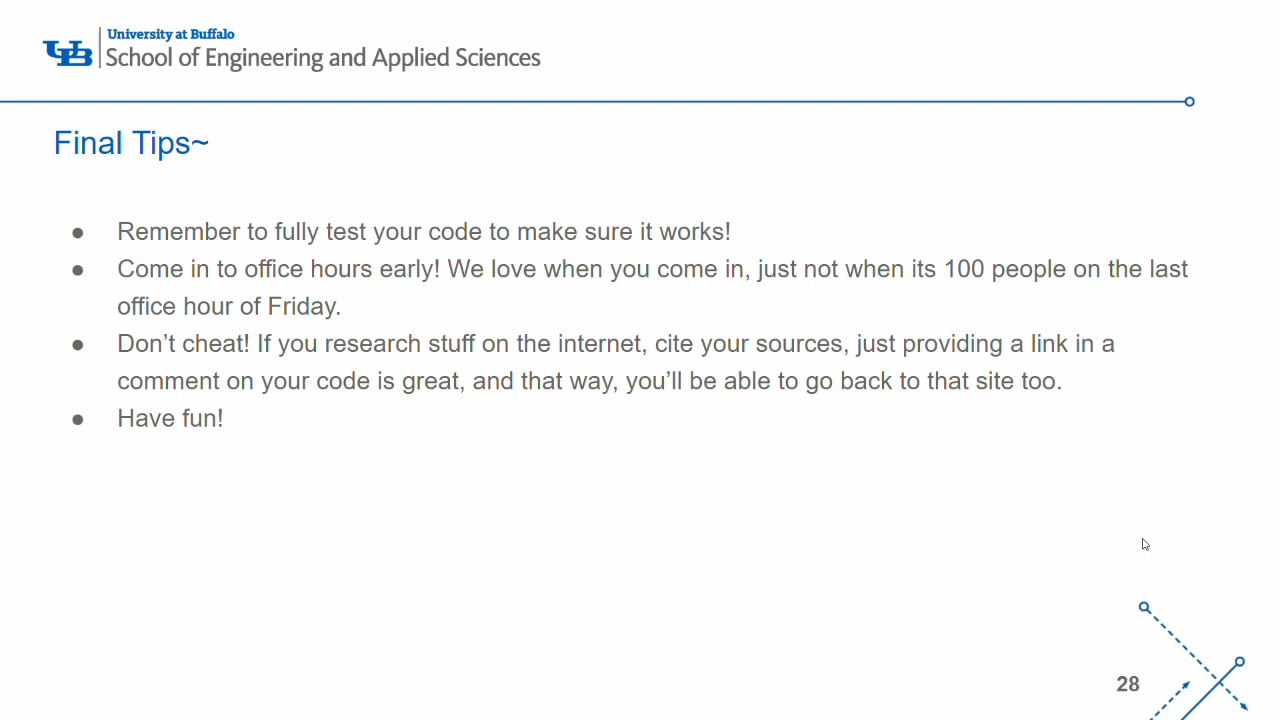 University at Buffalo
School of Engineering and Applied Sciences
Final Tips~
● Remember to fully test your code to make sure it works!
● Come in to office hours early! We love when you come in, just not when its 100 people on the last
office hour of Friday.
● Don’t cheat! If you research stuff on the internet, cite your sources, just providing a link in a
comment on your code is great, and that way, you’ll be able to go back to that site too.
● Have fun!
28